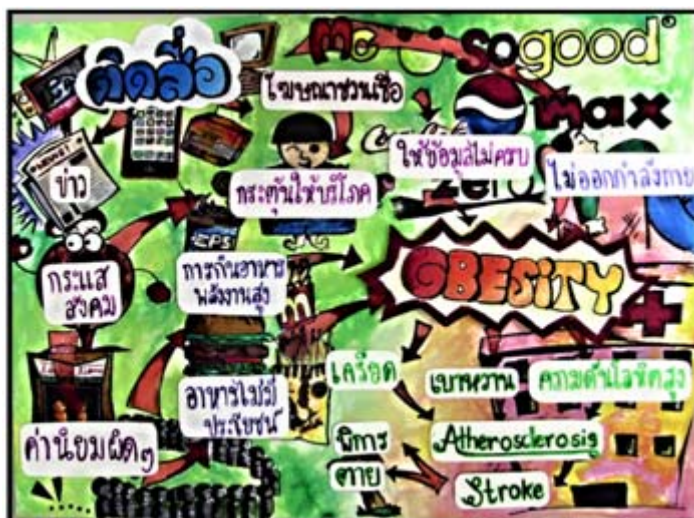 Mc
sogood
ติดสื่อ
โฆษณาชวนเชื่อ
max
ให้ข้อมูลไม่ครบ
ข่าว
กระตุ้นให้บริโภค
zero
ไม่ออกกำลังกาย
กระแส
สังคม
การกินอาหาร
พลังงานสูง
OBESITY
เครียด
เบาหวาน
ความดันโลหิตสูง
อาหารไม่มี
ประโยชน์
พิการ
ตาย
Atherosclerosis
ค่านิยมผิดๆ
Stroke